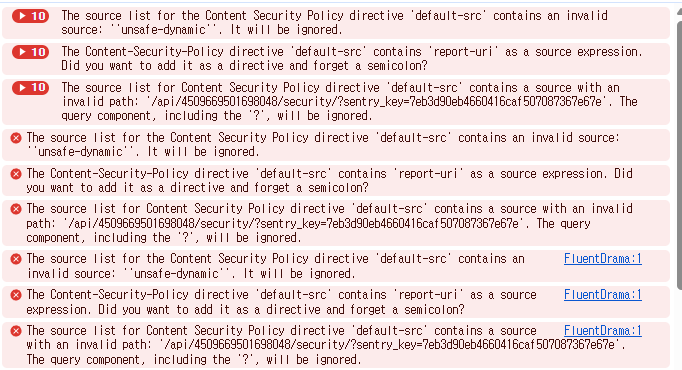 10 The source list for the Content Security Policy directive 'default-src' contains an invalid
source: ''unsafe-dynamic''. It will be ignored.
10 The Content-Security-Policy directive 'default-src' contains 'report-uri' as a source expression.
Did you want to add it as a directive and forget a semicolon?
10 The source list for Content Security Policy directive 'default-src' contains a source with an
invalid path: '/api/4509669501698048/security/?sentry_key=7eb3d90eb4660416caf507087367e67e'. The
query component, including the '?', will be ignored.
The source list for the Content Security Policy directive 'default-src' contains an invalid source:
''unsafe-dynamic''. It will be ignored.
The Content-Security-Policy directive 'default-src' contains 'report-uri' as a source expression. Did
you want to add it as a directive and forget a semicolon?
The source list for Content Security Policy directive 'default-src' contains a source with an invalid
path: '/api/4509669501698048/security/?sentry_key=7eb3d90eb4660416caf507087367e67e'. The query
component, including the '?', will be ignored.
The source list for the Content Security Policy directive 'default-src' contains an FluentDrama:1
invalid source: ''unsafe-dynamic''. It will be ignored.
The Content-Security-Policy directive 'default-src' contains 'report-uri' as a source FluentDrama:1
expression. Did you want to add it as a directive and forget a semicolon?
The source list for Content Security Policy directive 'default-src' contains a source FluentDrama:1
with an invalid path: '/api/4509669501698048/security/?sentry_key=7eb3d90eb4660416caf507087367e67e'.
The query component, including the '?', will be ignored.